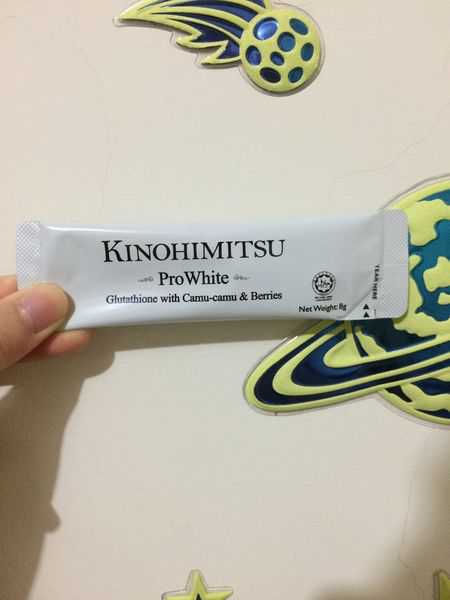 KINOHIMITSU
ProWhite
Glutathione with Camu-camu & Berries
Net Weight: 8g
TEAR HERE